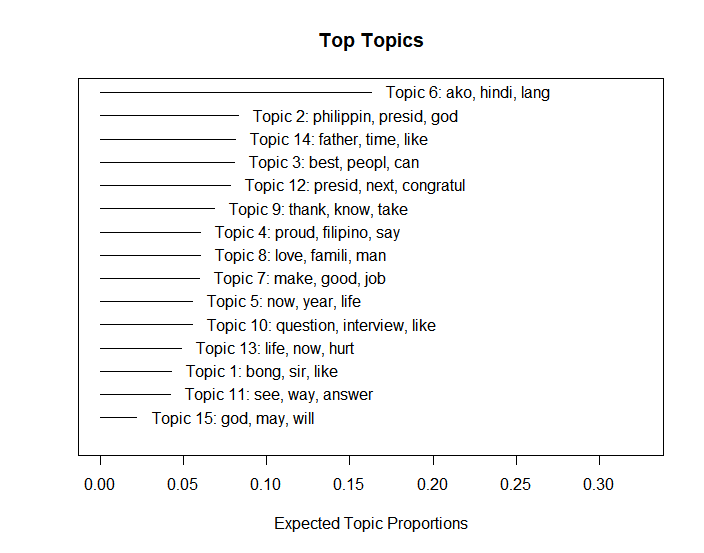 Top Topics
Topic 6: ako, hindi, lang
Topic 2: philippin, presid, god
Topic 14: father, time, like
Topic 3: best, peopl, can
Topic 12: presid, next, congratul
Topic 9: thank, know, take
Topic 4: proud, filipino, say
Topic 8: love, famili, man
Topic 7: make, good, job
Topic 5: now, year, life
Topic 10: question, interview, like
Topic 13: life, now, hurt
Topic 1: bong, sir, like
Topic 11: see, way, answer
Topic 15: god, may, will
0.00 0.05 0.10 0.15 0.20 0.25 0.30
Expected Topic Proportions